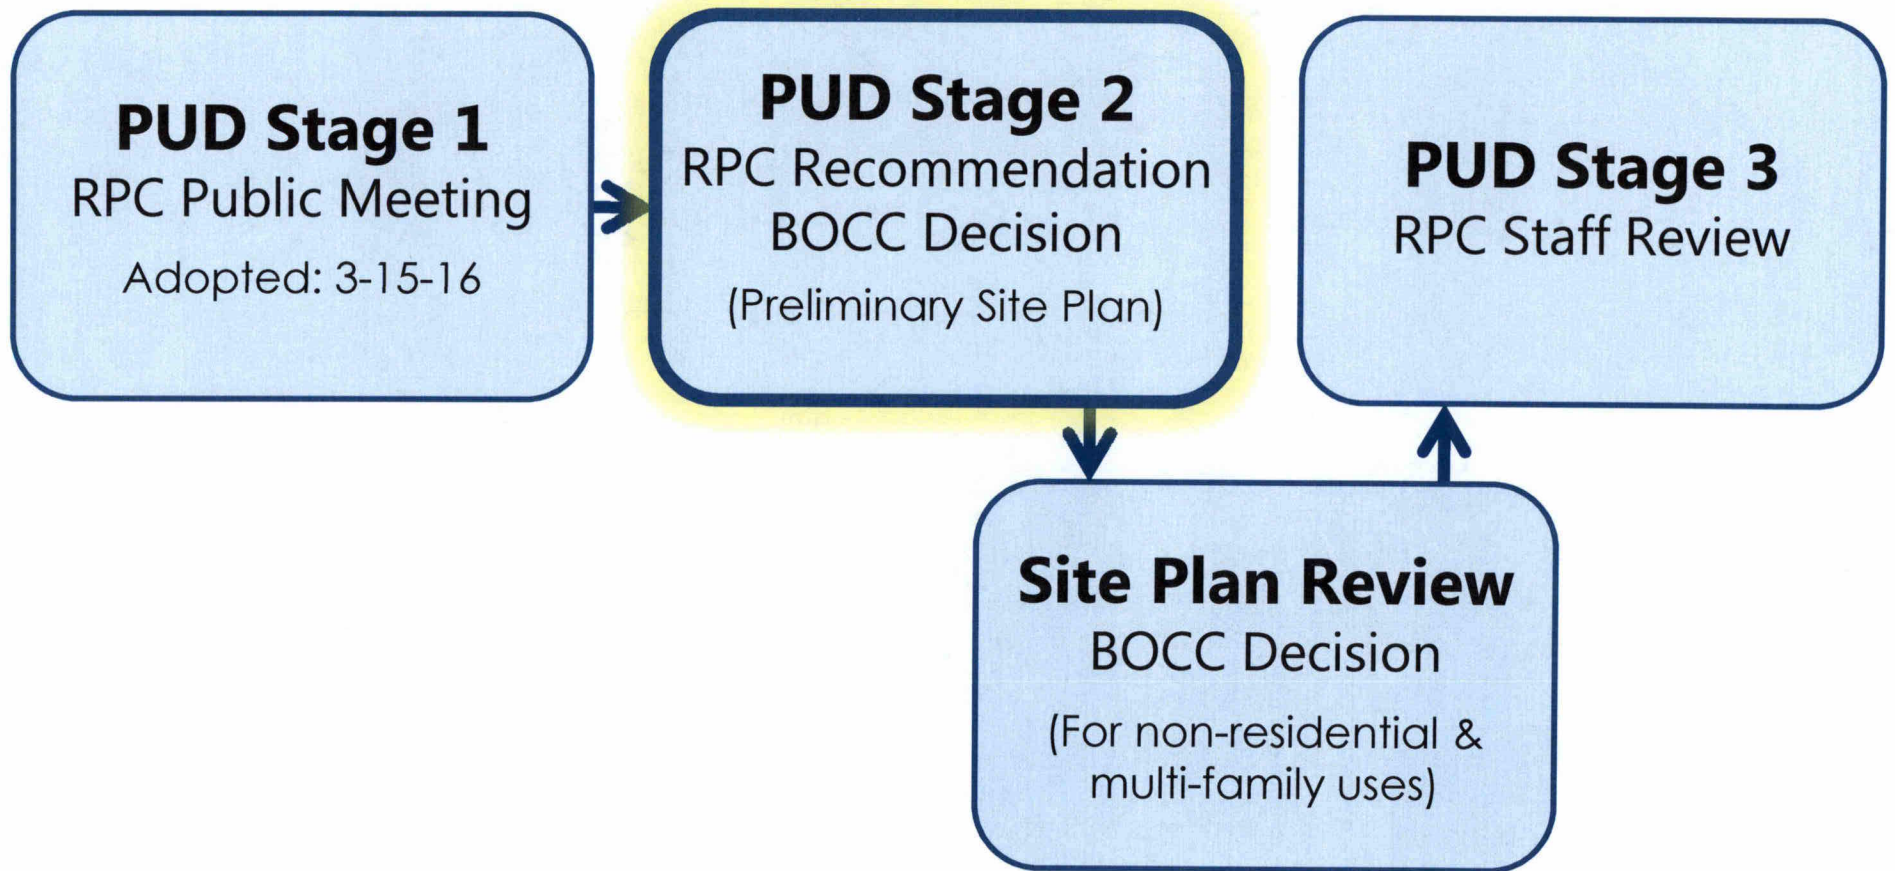 PUD Stage 1
RPC Public Meeting
Adopted: 3-15-16
PUD Stage 2
RPC Recommendation
BOCC Decision
(Preliminary Site Plan)
PUD Stage 3
RPC Staff Review
Site Plan Review
BOCC Decision
(For non-residential &
multi-family uses)